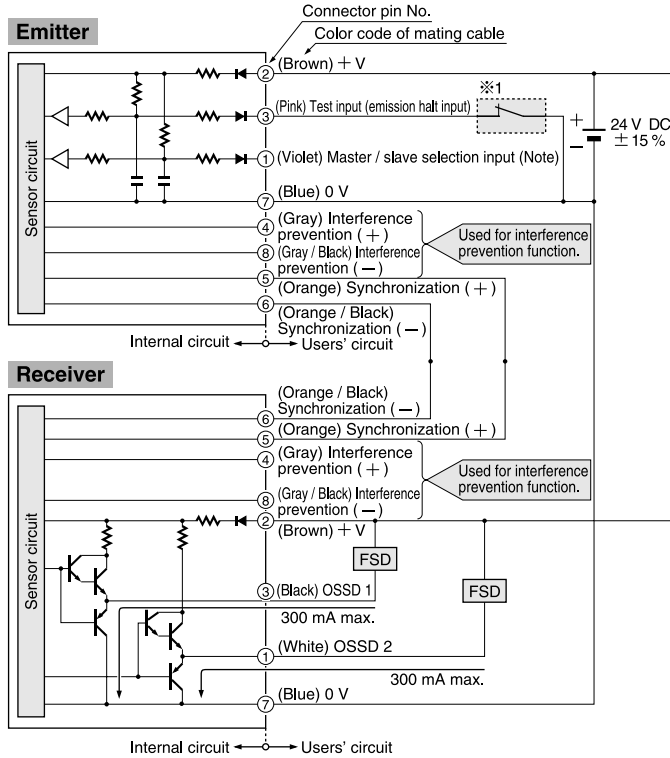 Connector pin No.
Color code of mating cable
Emitter
Sensor circuit
2 (Brown) + V
3 (Pink) Test input (emission halt input)
※1
1 (Violet) Master / slave selection input (Note)
+
−
24 V DC
± 15 %
7 (Blue) 0 V
4 (Gray) Interference
prevention ( + )
8 (Gray / Black) Interference
prevention ( − )
Used for interference
prevention function.
5 (Orange) Synchronization ( + )
6 (Orange / Black)
Synchronization ( − )
Internal circuit
Users' circuit
Receiver
Sensor circuit
(Orange / Black)
6 Synchronization ( − )
5 (Orange) Synchronization ( + )
4 (Gray) Interference
prevention ( + )
8 (Gray / Black) Interference
prevention ( − )
Used for interference
prevention function.
2 (Brown) + V
FSD
FSD
3 (Black) OSSD 1
300 mA max.
1 (White) OSSD 2
300 mA max.
7 (Blue) 0 V
Internal circuit
Users' circuit